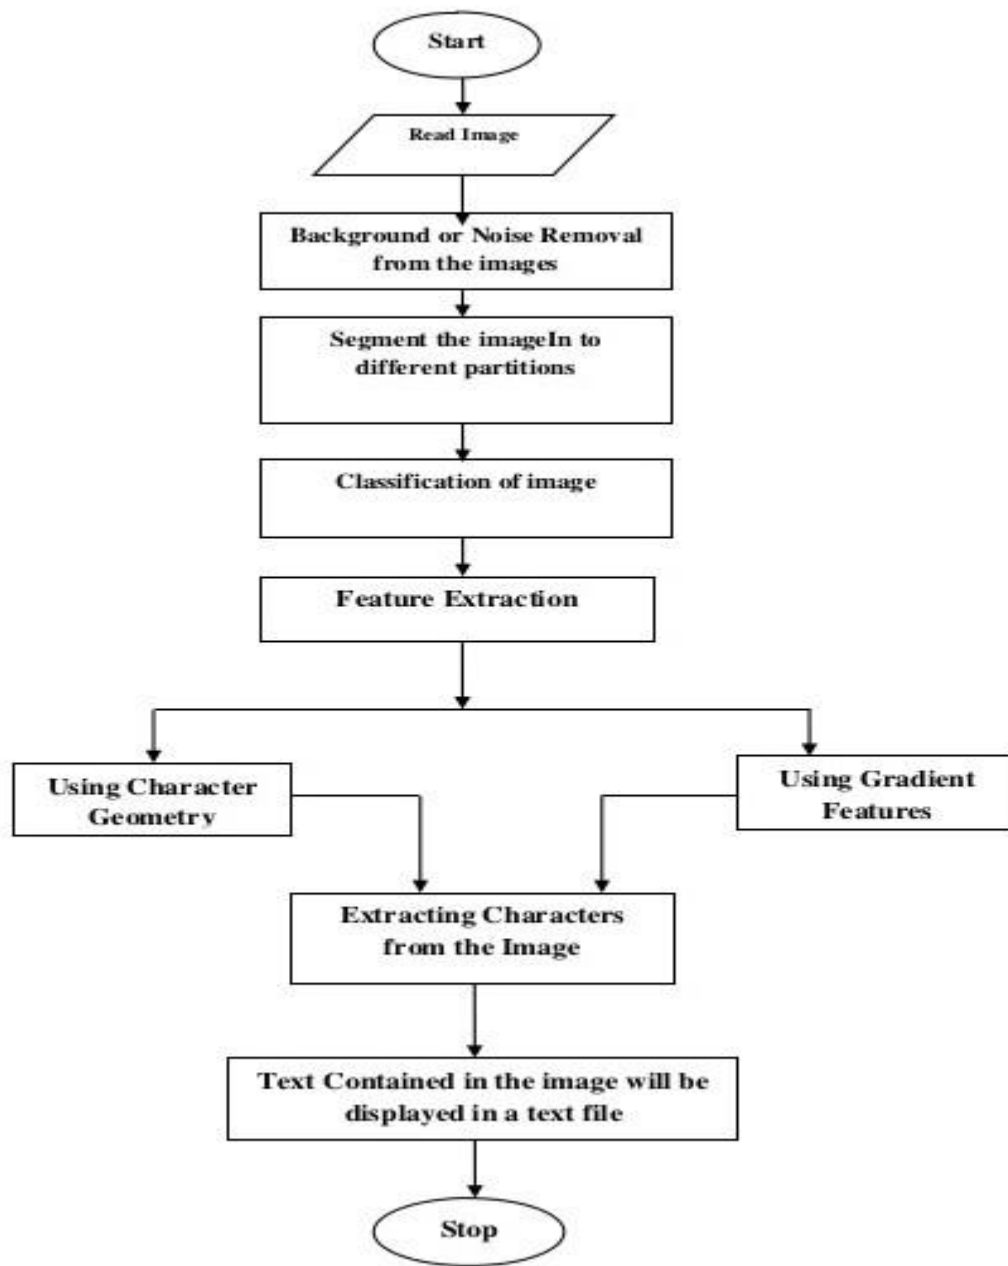 Start
Read Image
Background or Noise Removal
from the images
Segment the imageIn to
different partitions
Classification of image
Feature Extraction
Using Character
Geometry
Using Gradient
Features
Extracting Characters
from the Image
Text Contained in the image will be
displayed in a text file
Stop